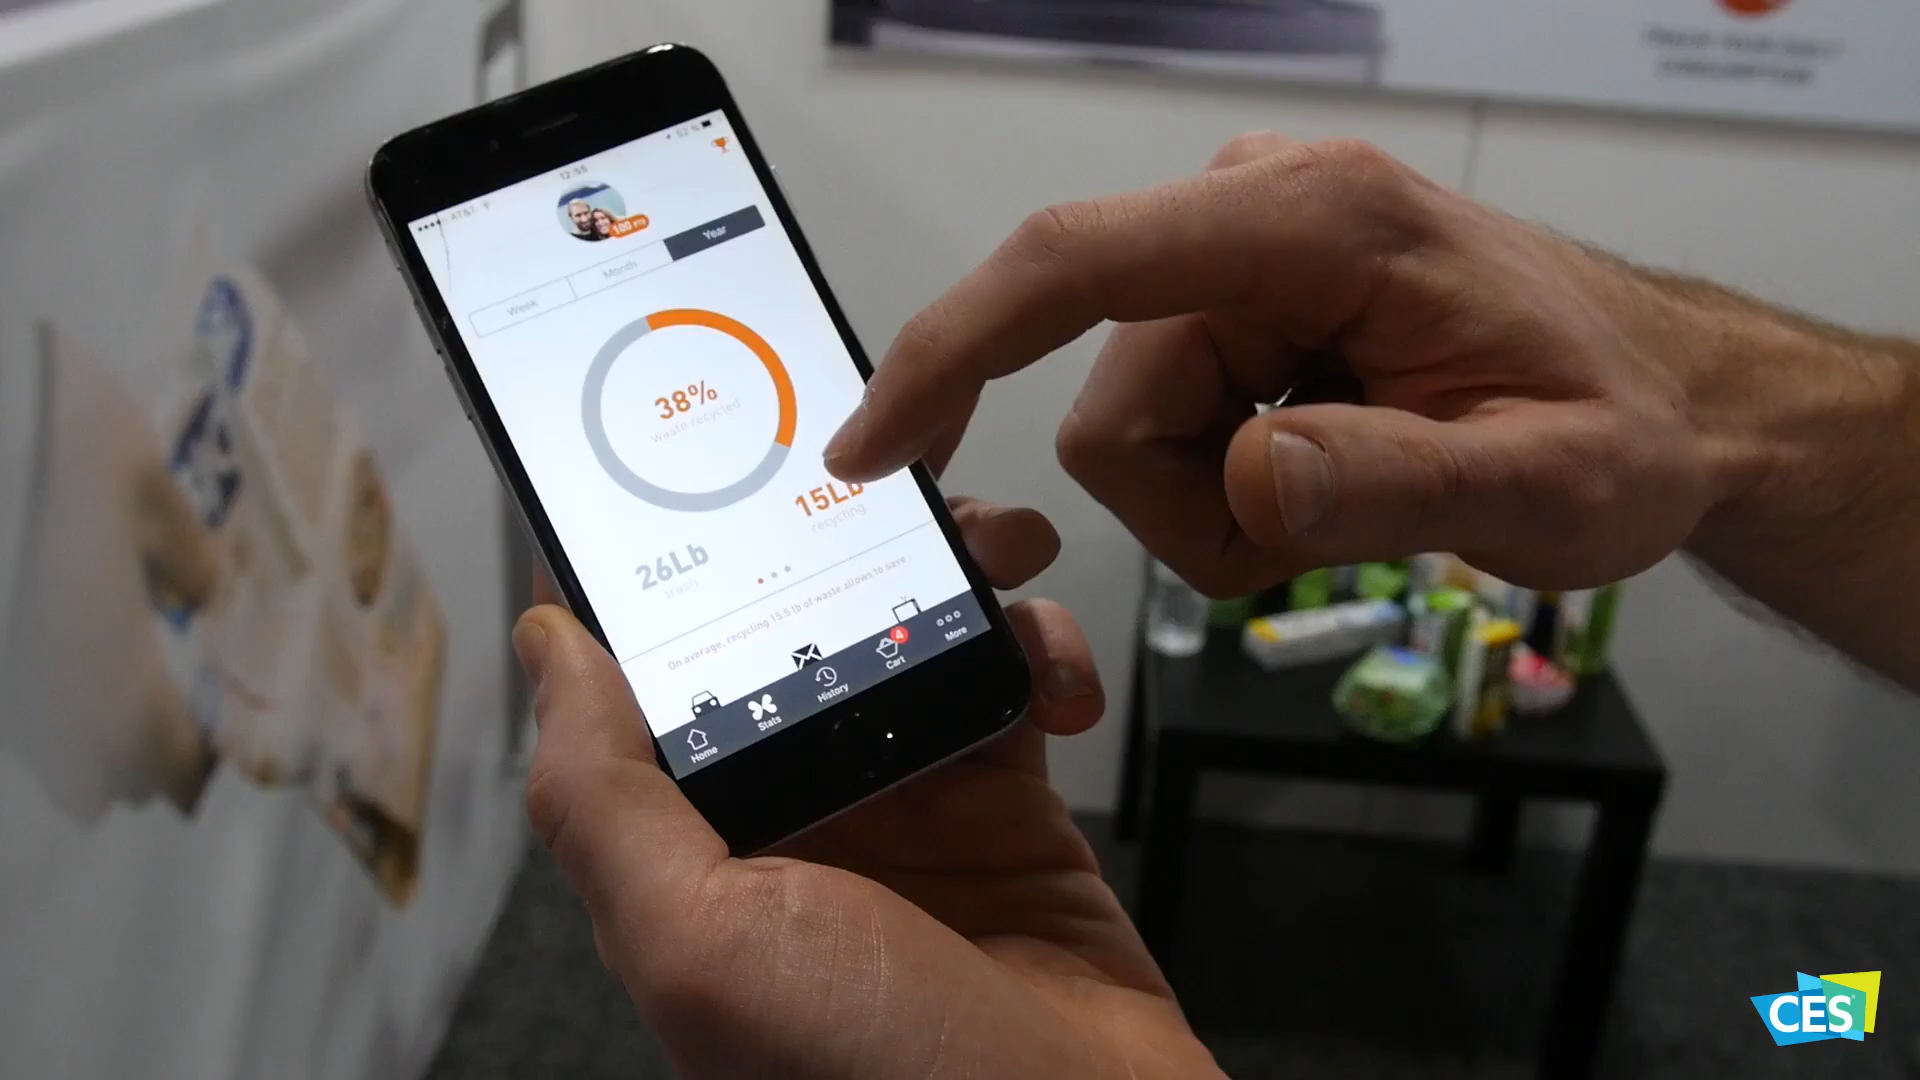 AT&T
12:55
52 %
100 PTS
Week
Month
Year
38%
waste recycled
15Lb
recycling
26Lb
trash
On average, recycling 15.5 lb of waste allows to save
Home
Stats
History
4
Cart
More
CES